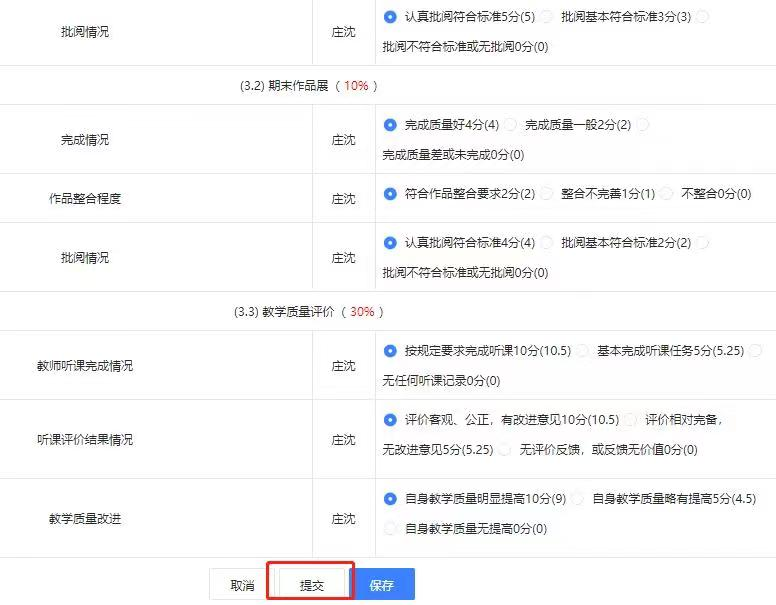 批阅情况
庄沈
认真批阅符合标准5分(5) 批阅基本符合标准3分(3)
批阅不符合标准或无批阅0分(0)
(3.2) 期末作品展（ 10% ）
完成情况
庄沈
完成质量好4分(4) 完成质量一般2分(2)
完成质量差或未完成0分(0)
作品整合程度
庄沈
符合作品整合要求2分(2) 整合不完善1分(1) 不整合0分(0)
批阅情况
庄沈
认真批阅符合标准4分(4) 批阅基本符合标准2分(2)
批阅不符合标准或无批阅0分(0)
(3.3) 教学质量评价（ 30% ）
教师听课完成情况
庄沈
按规定要求完成听课10分(10.5) 基本完成听课任务5分(5.25)
无任何听课记录0分(0)
听课评价结果情况
庄沈
评价客观、公正，有改进意见10分(10.5) 评价相对完备，
无改进意见5分(5.25) 无评价反馈，或反馈无价值0分(0)
教学质量改进
庄沈
自身教学质量明显提高10分(9) 自身教学质量略有提高5分(4.5)
自身教学质量无提高0分(0)
取消 提交 保存